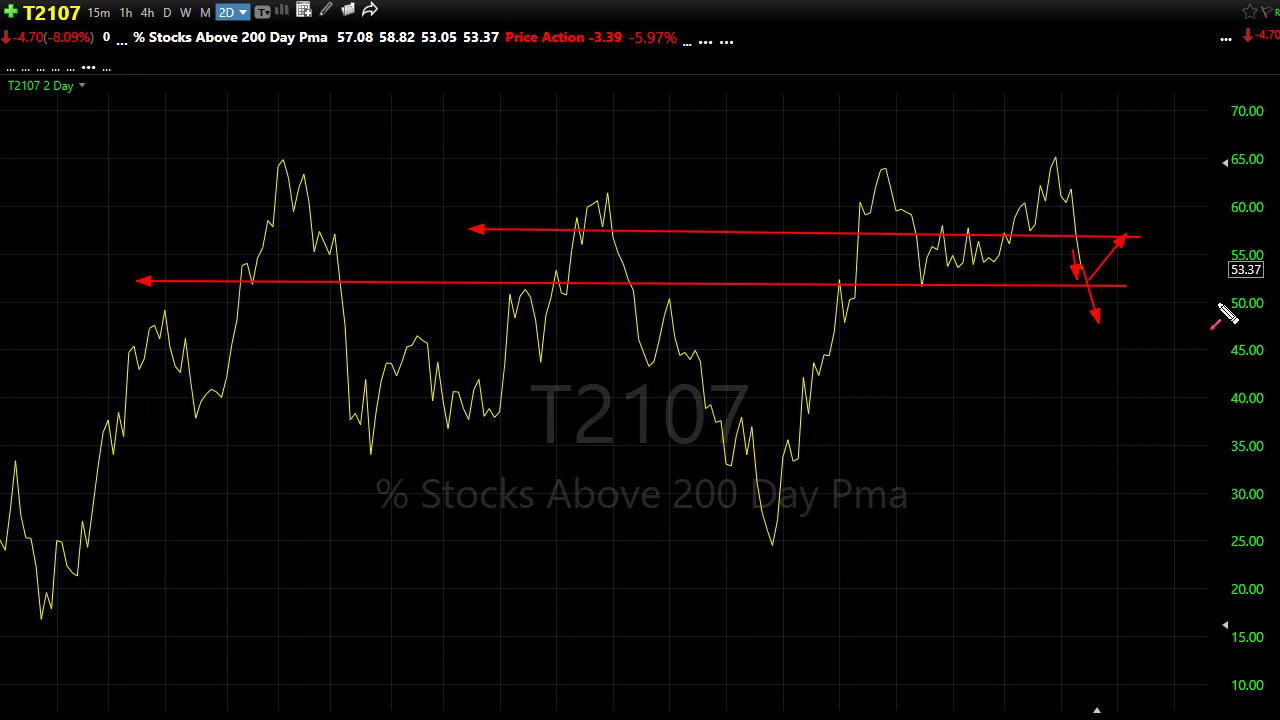 T2107 15m 1h 4h D W M 2D T
-4.70(-8.09%) 0 ... % Stocks Above 200 Day Pma 57.08 58.82 53.05 53.37 Price Action -3.39 -5.97% ... ... ... ... -4.70
... ... ... ... ... ... ...
T2107 2 Day
70.00
65.00
60.00
55.00
53.37
50.00
45.00
40.00
T2107
35.00
% Stocks Above 200 Day Pma
30.00
25.00
20.00
15.00
10.00